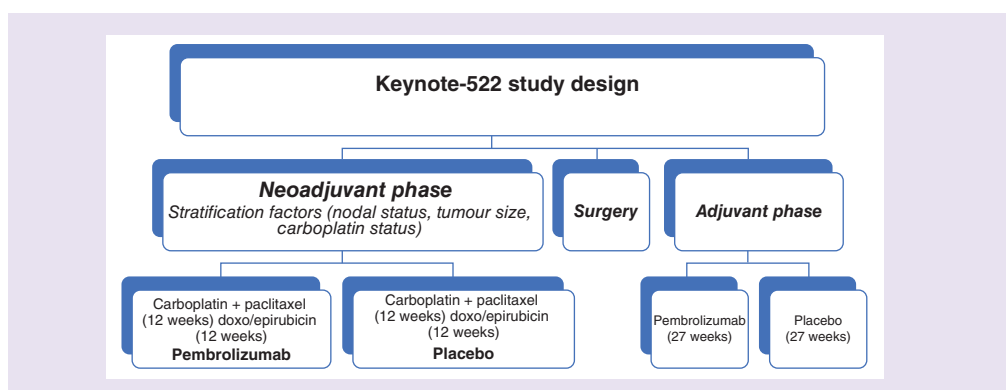 Keynote-522 study design
Neoadjuvant phase
Stratification factors (nodal status, tumour size,
carboplatin status)
Surgery
Adjuvant phase
Carboplatin + paclitaxel
(12 weeks) doxo/epirubicin
(12 weeks)
Pembrolizumab
Carboplatin + paclitaxel
(12 weeks) doxo/epirubicin
(12 weeks)
Placebo
Pembrolizumab
(27 weeks)
Placebo
(27 weeks)